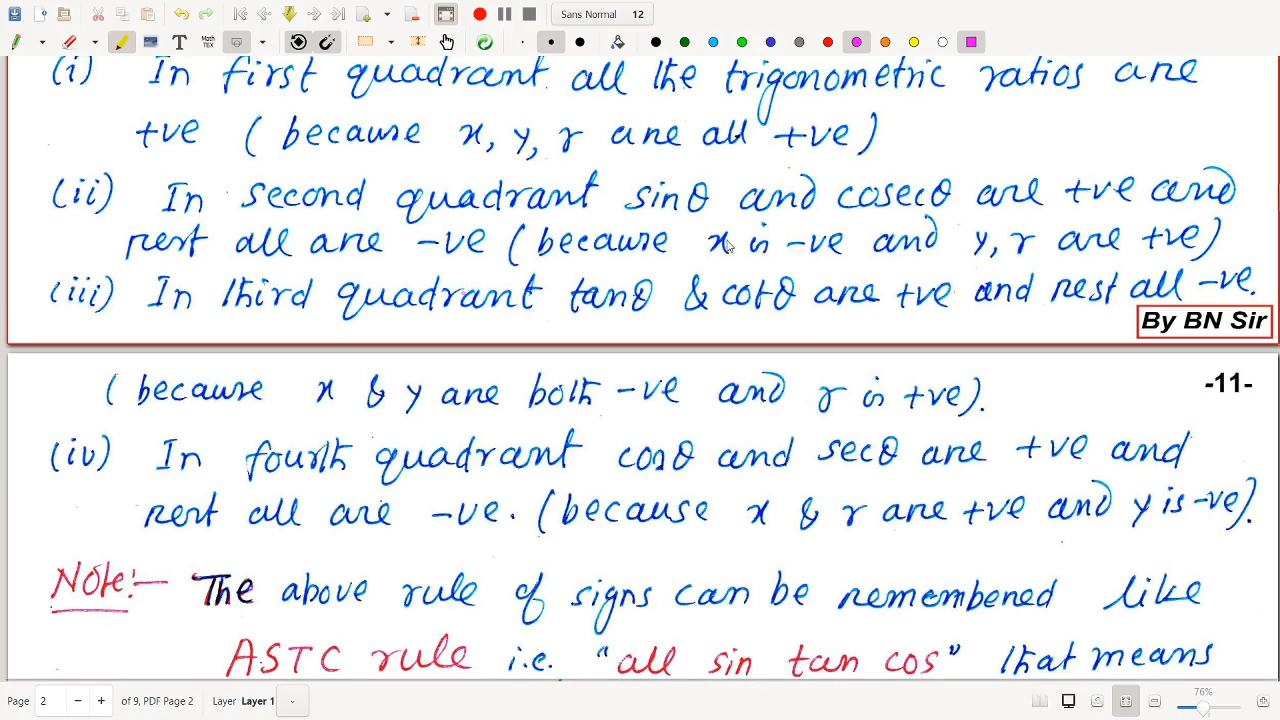 Sans Normal 12
T MATH TEX
(i) In first quadrant all the trigonometric ratios are
+ve (because x, y, r are all +ve)
(ii) In second quadrant sinθ and cosecθ are +ve and
rest all are -ve (because x is -ve and y, r are +ve)
(iii) In third quadrant tanθ & cotθ are +ve and rest all -ve.
By BN Sir
-11-
(because x & y are both -ve and r is +ve).
(iv) In fourth quadrant cosθ and secθ are +ve and
rest all are -ve. (because x & r are +ve and y is -ve).
Note:- The above rule of signs can be remembered like
ASTC rule i.e. "all sin tan cos" that means
Page 2 of 9, PDF Page 2 Layer Layer 1 76%